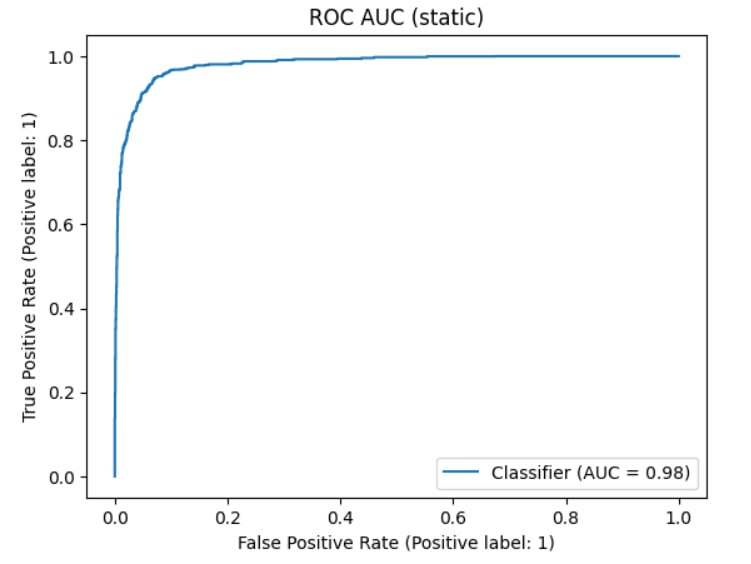 ROC AUC (static)
True Positive Rate (Positive label: 1)
1.0
0.8
0.6
0.4
0.2
0.0
Classifier (AUC = 0.98)
0.0 0.2 0.4 0.6 0.8 1.0
False Positive Rate (Positive label: 1)